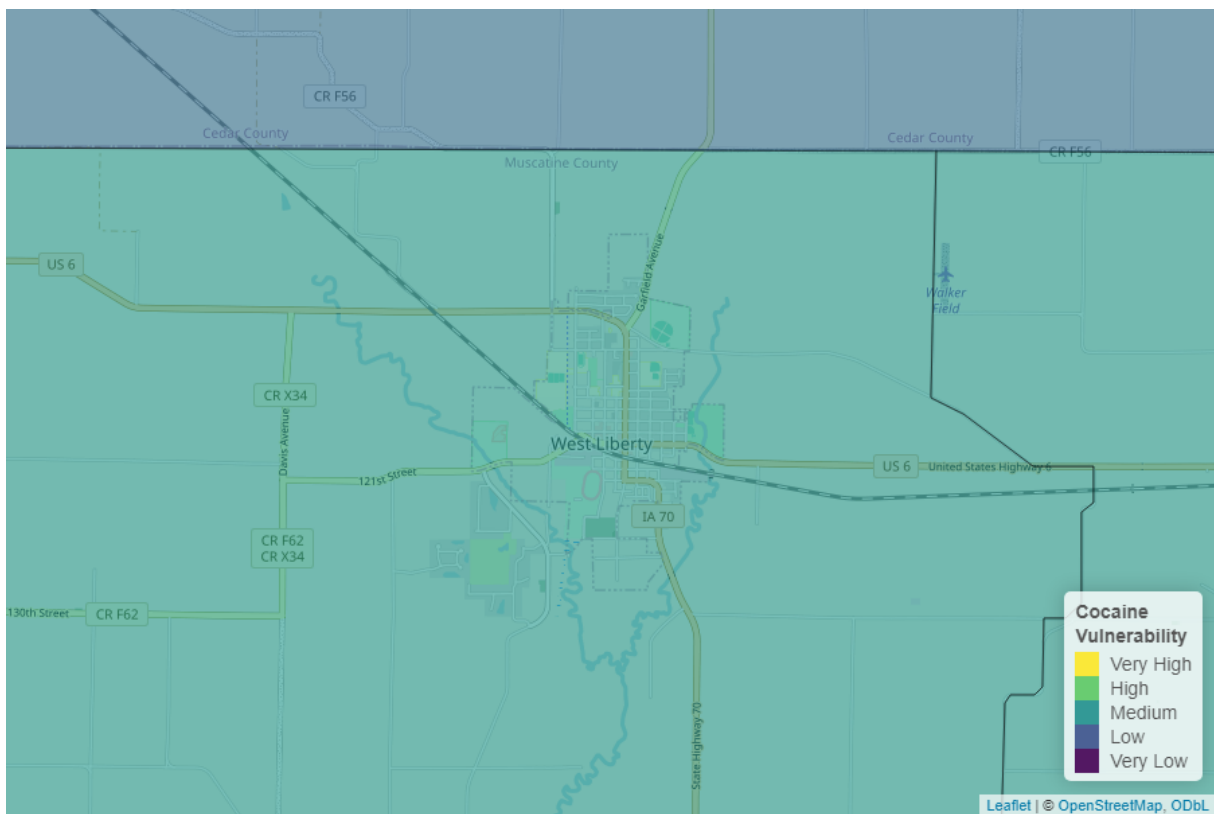 CR F56
Cedar County
Cedar County
CR F56
Muscatine County
US 6
Garfield Avenue
Walker
Field
CR X34
Davis Avenue
West Liberty
121st Street
US 6
United States Highway 6
IA 70
CR F62
CR X34
130th Street
CR F62
State Highway 70
Cocaine
Vulnerability
Very High
High
Medium
Low
Very Low
Leaflet | © OpenStreetMap, ODbL